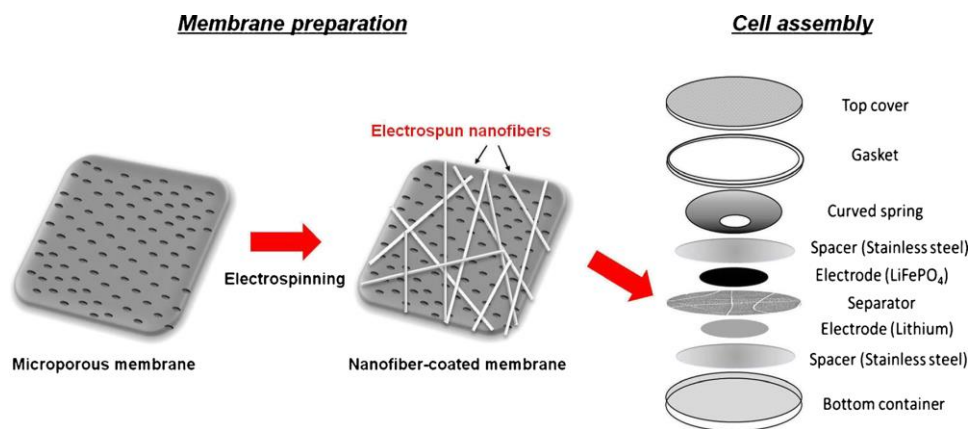 Membrane preparation
Cell assembly
Electrospun nanofibers
Electrospinning
Microporous membrane
Nanofiber-coated membrane
Top cover
Gasket
Curved spring
Spacer (Stainless steel)
Electrode (LiFePO₄)
Separator
Electrode (Lithium)
Spacer (Stainless steel)
Bottom container